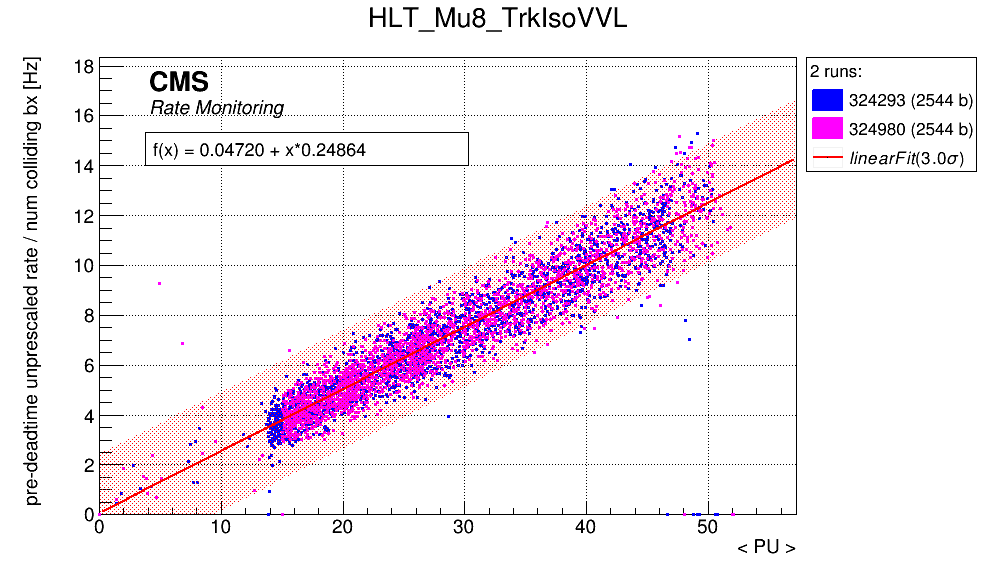 HLT_Mu8_TrkIsoVVL
pre-deadtime unprescaled rate / num colliding bx [Hz]
18
16
14
12
10
8
6
4
2
0
CMS
Rate Monitoring
f(x) = 0.04720 + x*0.24864
2 runs:
324293 (2544 b)
324980 (2544 b)
linearFit(3.0σ)
0 10 20 30 40 50
< PU >